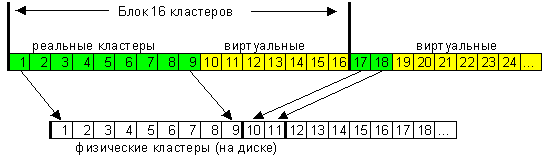 Блок 16 кластеров
реальные кластеры виртуальные виртуальные
1 2 3 4 5 6 7 8 9 10 11 12 13 14 15 16 17 18 19 20 21 22 23 24 ...
1 2 3 4 5 6 7 8 9 10 11 12 13 14 15 16 17 18 ...
физические кластеры (на диске)